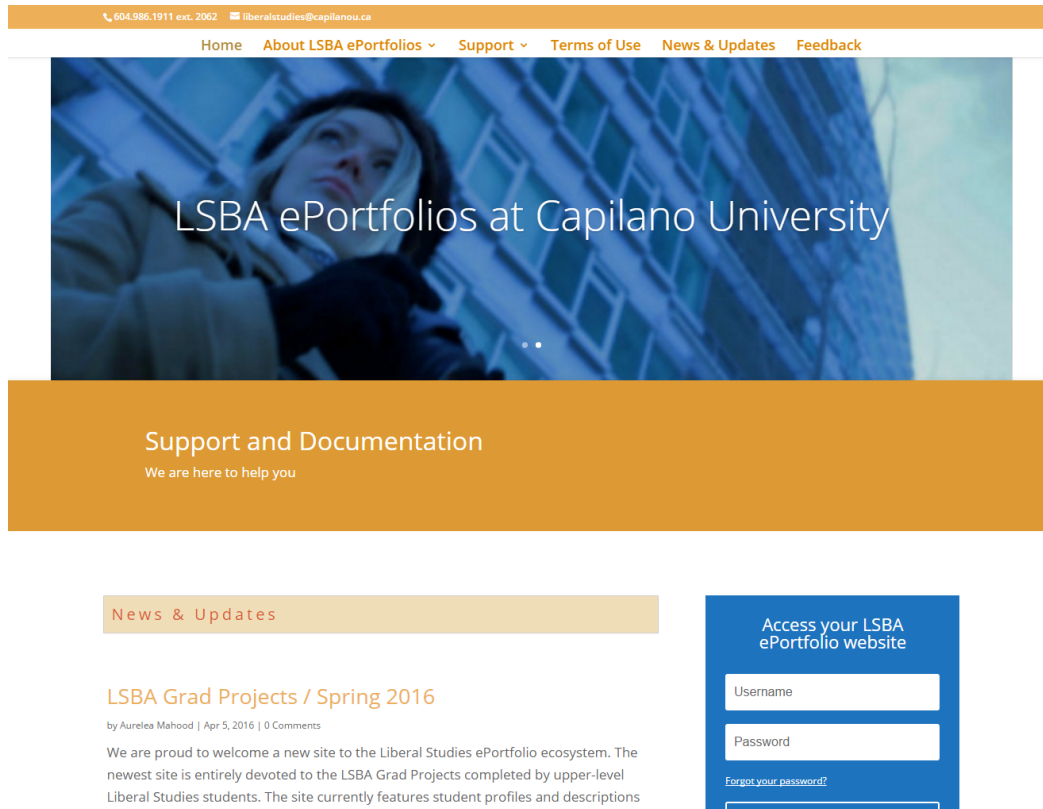 604.986.1911 ext. 2062 liberalstudies@capilanou.ca
Home About LSBA ePortfolios Support Terms of Use News & Updates Feedback
LSBA ePortfolios at Capilano University
Support and Documentation
We are here to help you
News & Updates
LSBA Grad Projects / Spring 2016
by Aurelea Mahood | Apr 5, 2016 | 0 Comments
We are proud to welcome a new site to the Liberal Studies ePortfolio ecosystem. The
newest site is entirely devoted to the LSBA Grad Projects completed by upper-level
Liberal Studies students. The site currently features student profiles and descriptions
Access your LSBA
ePortfolio website
Username
Password
Forgot your password?